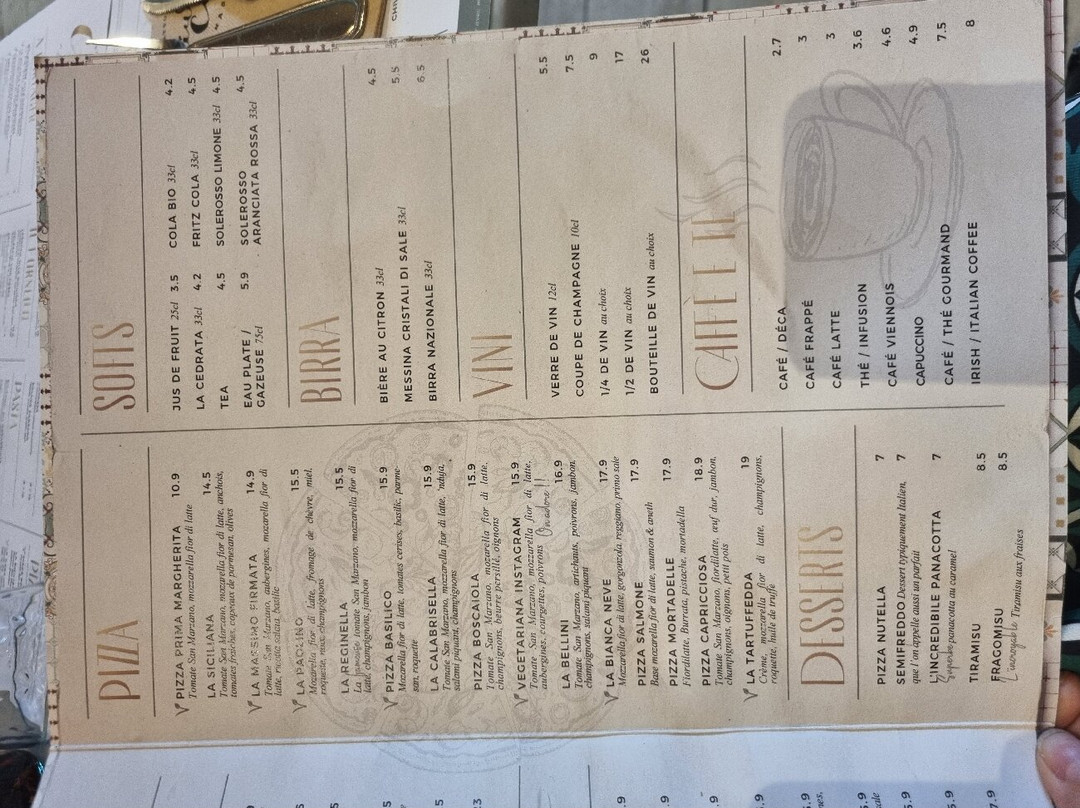 PIZZA
V PIZZA PRIMA MARGHERITA 10.9
Tomate San Marzano, mozzarella fior di latte
LA SICILIANA 14.5
Tomate San Marzano, mozzarella fior di latte, anchois,
tomates fraîches, copeaux de parmesan, olives
V LA MASSIMO FIRMATA 14.9
Tomate San Marzano, aubergines, mozzarella fior di
latte, ricotta salata, basilic
V LA PACCINO 15.5
Mozzarella fior di latte, fromage de chèvre, miel,
roquette, noix, champignons
LA REGINELLA 15.5
La fameuse tomate San Marzano, mozzarella fior di
latte, champignons, jambon
V PIZZA BASILICO 15.9
Mozzarella fior di latte, tomates cerises, basilic, parme-
san, roquette
LA CALABRISELLA 15.9
Tomate San Marzano, mozzarella fior di latte, 'nduja,
salami piquant, champignons
PIZZA BOSCAIOLA 15.9
Tomate San Marzano, mozzarella fior di latte,
champignons, beurre persillé, oignons
V VEGETARIANA INSTAGRAM 15.9
Tomate San Marzano, mozzarella fior di latte,
aubergines, courgettes, poivrons On adore !!
LA BELLINI 16.9
Tomate San Marzano, artichauts, poivrons, jambon,
champignons, salami piquant
V LA BIANCA NEVE 17.9
Mozzarella fior di latte, gorgonzola, reggiano, primo sale
PIZZA SALMONE 17.9
Base mozzarella fior di latte, saumon & aneth
PIZZA MORTADELLE 17.9
Fiordilatte, Burrata, pistache, mortadella
PIZZA CAPRICCIOSA 18.9
Tomate San Marzano, fiordilatte, œuf dur, jambon,
champignons, oignons, petit pois
V LA TARTUFFEDA 19
Crème, mozzarella fior di latte, champignons,
roquette, huile de truffe
DESSERTS
PIZZA NUTELLA 7
SEMIFREDDO Dessert typiquement Italien, 7
que l'on appelle aussi parfait
L'INCREDIBILE PANACOTTA 7
Superbe panacotta au caramel
TIRAMISU 8.5
FRAOMISU 8.5
L'incroyable Tiramisu aux fraises
SOFTS
JUS DE FRUIT 25cl 3.5
LA CEDRATA 33cl 4.2
TEA 4.5
EAU PLATE / 5.9
GAZEUSE 75cl
COLA BIO 33cl 4.2
FRITZ COLA 33cl 4.5
SOLEROSSO LIMONE 33cl 4.5
SOLEROSSO 4.5
ARANCIATA ROSSA 33cl
BIRRA
BIÈRE AU CITRON 33cl 4.5
MESSINA CRISTALI DI SALE 33cl 5.5
BIRRA NAZIONALE 33cl 6.5
VINI
VERRE DE VIN 12cl 5.5
COUPE DE CHAMPAGNE 10cl 7.5
1/4 DE VIN au choix 9
1/2 DE VIN au choix 17
BOUTEILLE DE VIN au choix 26
CAFFÈ E TÈ
CAFÉ / DÉCA 2.7
CAFÉ FRAPPÉ 3
CAFÉ LATTE 3
THÉ / INFUSION 3.6
CAFÉ VIENNOIS 4.6
CAPUCCINO 4.9
CAFÉ / THÉ GOURMAND 7.5
IRISH / ITALIAN COFFEE 8